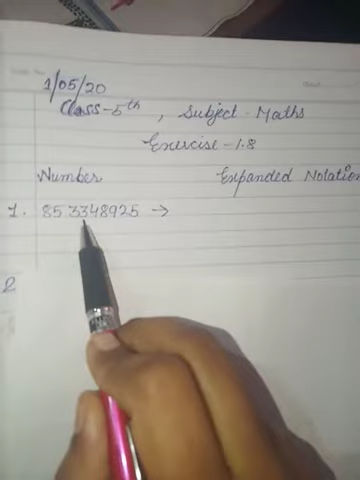 1/05/20
Class-5th, Subject-Maths
Exercise-1.8
Number Expanded Notation
1. 853348925 →
2